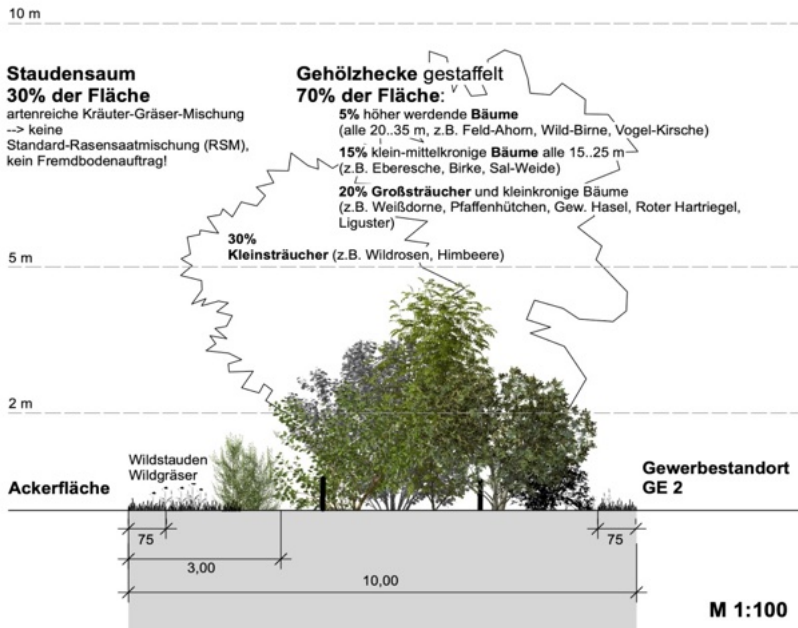 10 m
Staudensaum
30% der Fläche
artenreiche Kräuter-Gräser-Mischung
--> keine
Standard-Rasensaatmischung (RSM),
kein Fremdbodenauftrag!
Gehölzhecke gestaffelt
70% der Fläche:
5% höher werdende Bäume
(alle 20..35 m, z.B. Feld-Ahorn, Wild-Birne, Vogel-Kirsche)
15% klein-mittelkronige Bäume alle 15..25 m
(z.B. Eberesche, Birke, Sal-Weide)
20% Großsträucher und kleinkronige Bäume
(z.B. Weißdorne, Pfaffenhütchen, Gew. Hasel, Roter Hartriegel,
Liguster)
30%
Kleinsträucher (z.B. Wildrosen, Himbeere)
5 m
2 m
Ackerfläche
Wildstauden
Wildgräser
Gewerbestandort
GE 2
75
75
3,00
10,00
M 1:100